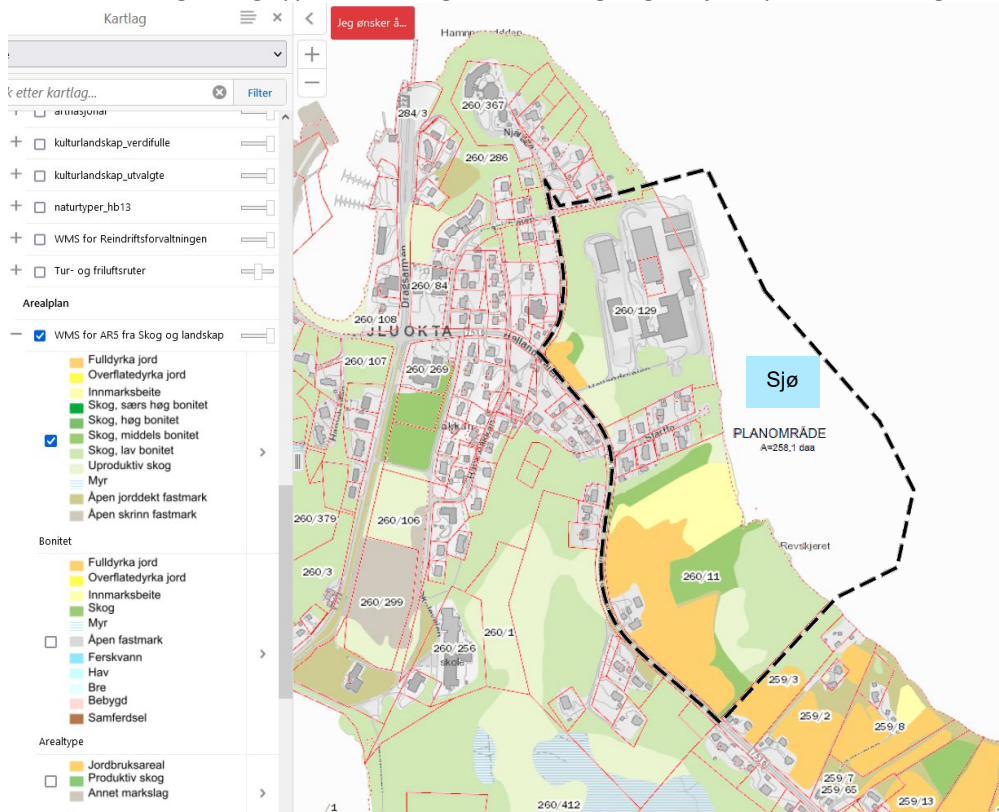 Kartlag
Jeg ønsker å...
etter kartlag...
Filter
kulturlandskap_verdifulle
kulturlandskap_utvalgte
naturtyper_hb13
WMS for Reindriftsforvaltningen
Tur- og friluftsruter
Arealplan
WMS for AR5 fra Skog og landskap
Fulldyrka jord
Overflatedyrka jord
Innmarksbeite
Skog, særs høg bonitet
Skog, høg bonitet
Skog, middels bonitet
Skog, lav bonitet
Uproduktiv skog
Myr
Åpen jorddekt fastmark
Åpen skrinn fastmark
Bonitet
Fulldyrka jord
Overflatedyrka jord
Innmarksbeite
Skog
Myr
Åpen fastmark
Ferskvann
Hav
Bre
Bebygd
Samferdsel
Arealtype
Jordbruksareal
Produktiv skog
Annet markslag
260/367
284/3
260/286
260/84
Dragsarmen
260/108
260/129
260/107
260/269
Sjø
PLANOMRÅDE
A=258,1 daa
260/379
260/106
Revskjeret
260/3
260/11
260/299
260/1
260/256
skole
259/3
259/2
259/8
259/7
259/65
259/13
260/412
/1